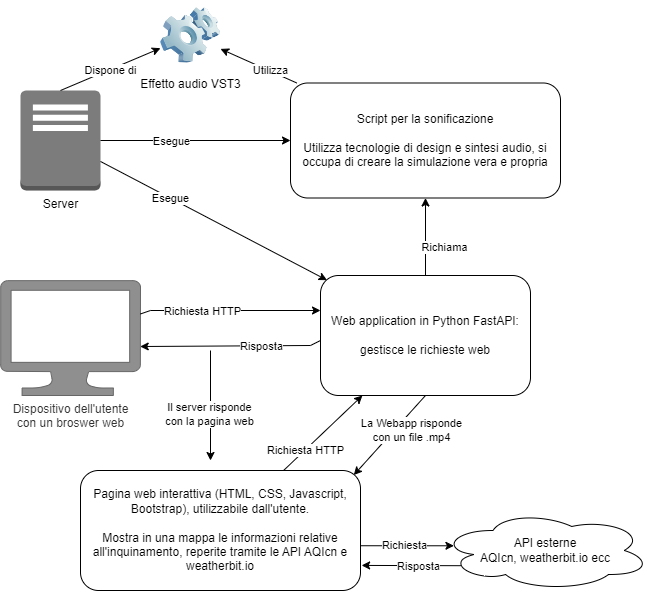 Dispone di
Effetto audio VST3
Utilizza
Script per la sonificazione
Utilizza tecnologie di design e sintesi audio, si
occupa di creare la simulazione vera e propria
Esegue
Server
Esegue
Richiama
Richiesta HTTP
Web application in Python FastAPI:
gestisce le richieste web
Risposta
Dispositivo dell'utente
con un broswer web
Il server risponde
con la pagina web
La Webapp risponde
con un file .mp4
Richiesta HTTP
Pagina web interattiva (HTML, CSS, Javascript,
Bootstrap), utilizzabile dall'utente.
Mostra in una mappa le informazioni relative
all'inquinamento, reperite tramite le API AQIcn e
weatherbit.io
Richiesta
Risposta
API esterne
AQIcn, weatherbit.io ecc